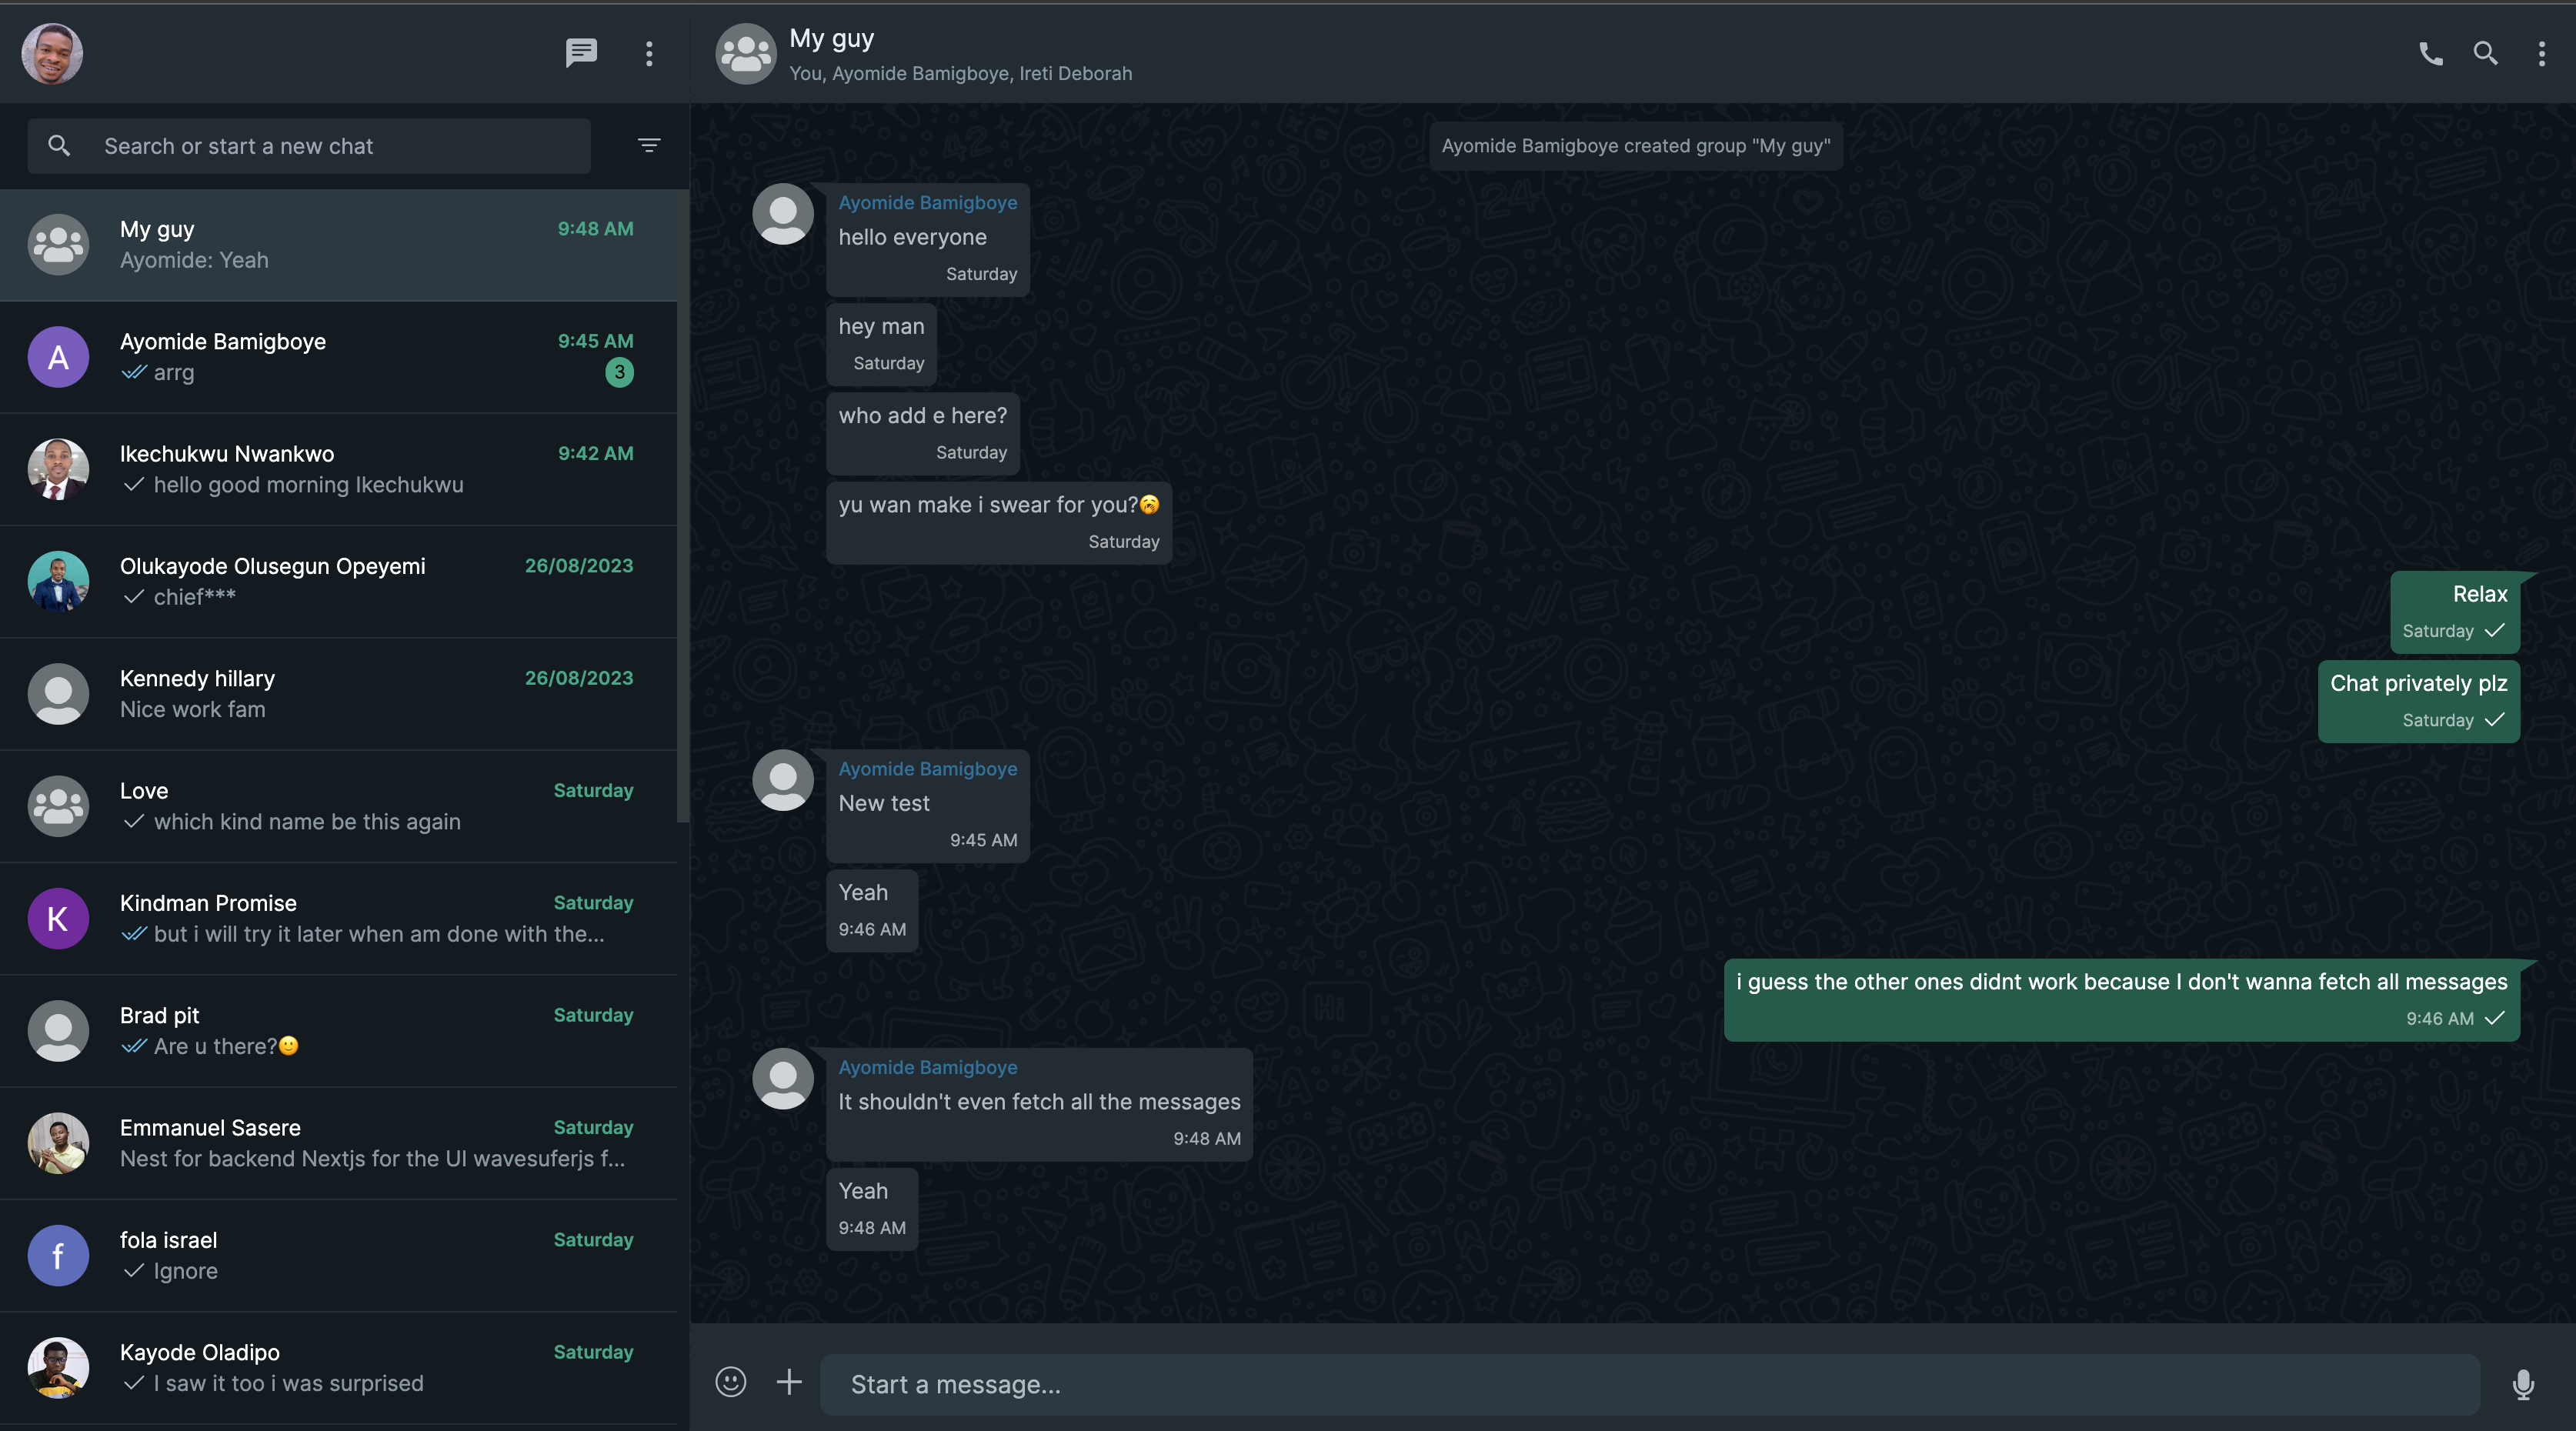 Search or start a new chat
My guy
9:48 AM
Ayomide: Yeah
A
Ayomide Bamigboye
9:45 AM
arrg
3
Ikechukwu Nwankwo
9:42 AM
hello good morning Ikechukwu
Olukayode Olusegun Opeyemi
26/08/2023
chief***
Kennedy hillary
26/08/2023
Nice work fam
Love
Saturday
which kind name be this again
K
Kindman Promise
Saturday
but i will try it later when am done with the...
Brad pit
Saturday
Are u there?🙂
Emmanuel Sasere
Saturday
Nest for backend Nextjs for the UI wavesuferjs f...
f
fola israel
Saturday
Ignore
Kayode Oladipo
Saturday
I saw it too i was surprised
My guy
You, Ayomide Bamigboye, Ireti Deborah
Ayomide Bamigboye created group "My guy"
Ayomide Bamigboye
hello everyone
Saturday
hey man
Saturday
who add e here?
Saturday
yu wan make i swear for you?🥱
Saturday
Relax
Saturday
Chat privately plz
Saturday
Ayomide Bamigboye
New test
9:45 AM
Yeah
9:46 AM
i guess the other ones didnt work because I don't wanna fetch all messages
9:46 AM
Ayomide Bamigboye
It shouldn't even fetch all the messages
9:48 AM
Yeah
9:48 AM
Start a message...